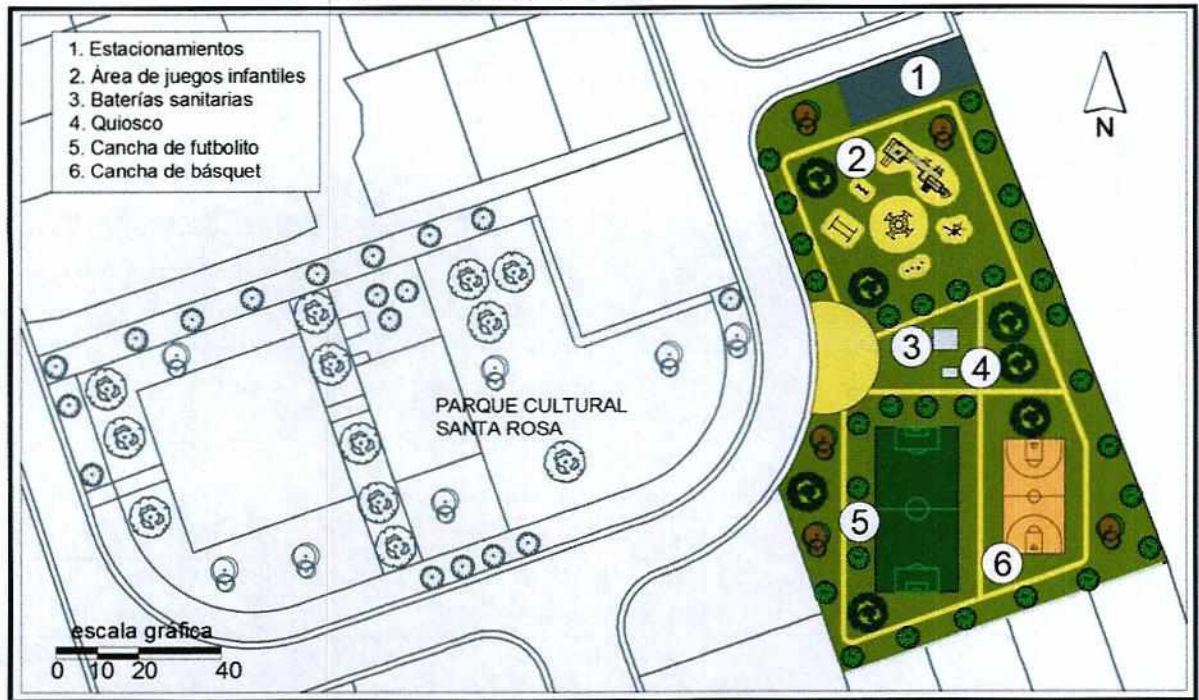 1. Estacionamientos
2. Área de juegos infantiles
3. Baterías sanitarias
4. Quiosco
5. Cancha de futbolito
6. Cancha de básquet
1
N
2
3
4
PARQUE CULTURAL
SANTA ROSA
5
6
escala gráfica
0 10 20 40